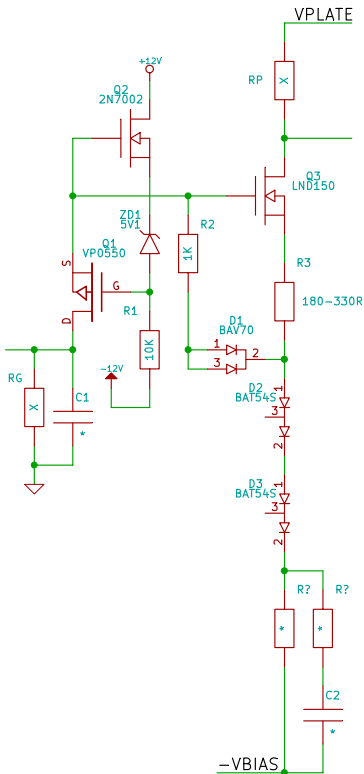 VPLATE
+12V
RP
X
Q2
2N7002
Q3
LND150
ZD1
5V1
R2
1K
Q1
VP0550
S
G
D
R1
10K
R3
180-330R
-12V
D1
BAV70
1
3
2
RG
X
C1
*
D2
BAT54S
1
3
2
D3
BAT54S
1
3
2
R?
*
R?
*
C2
*
-VBIAS